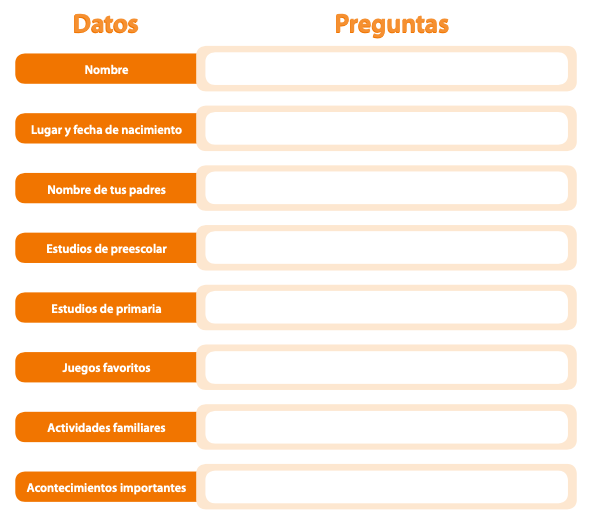 Datos
Preguntas
Nombre
Lugar y fecha de nacimiento
Nombre de tus padres
Estudios de preescolar
Estudios de primaria
Juegos favoritos
Actividades familiares
Acontecimientos importantes